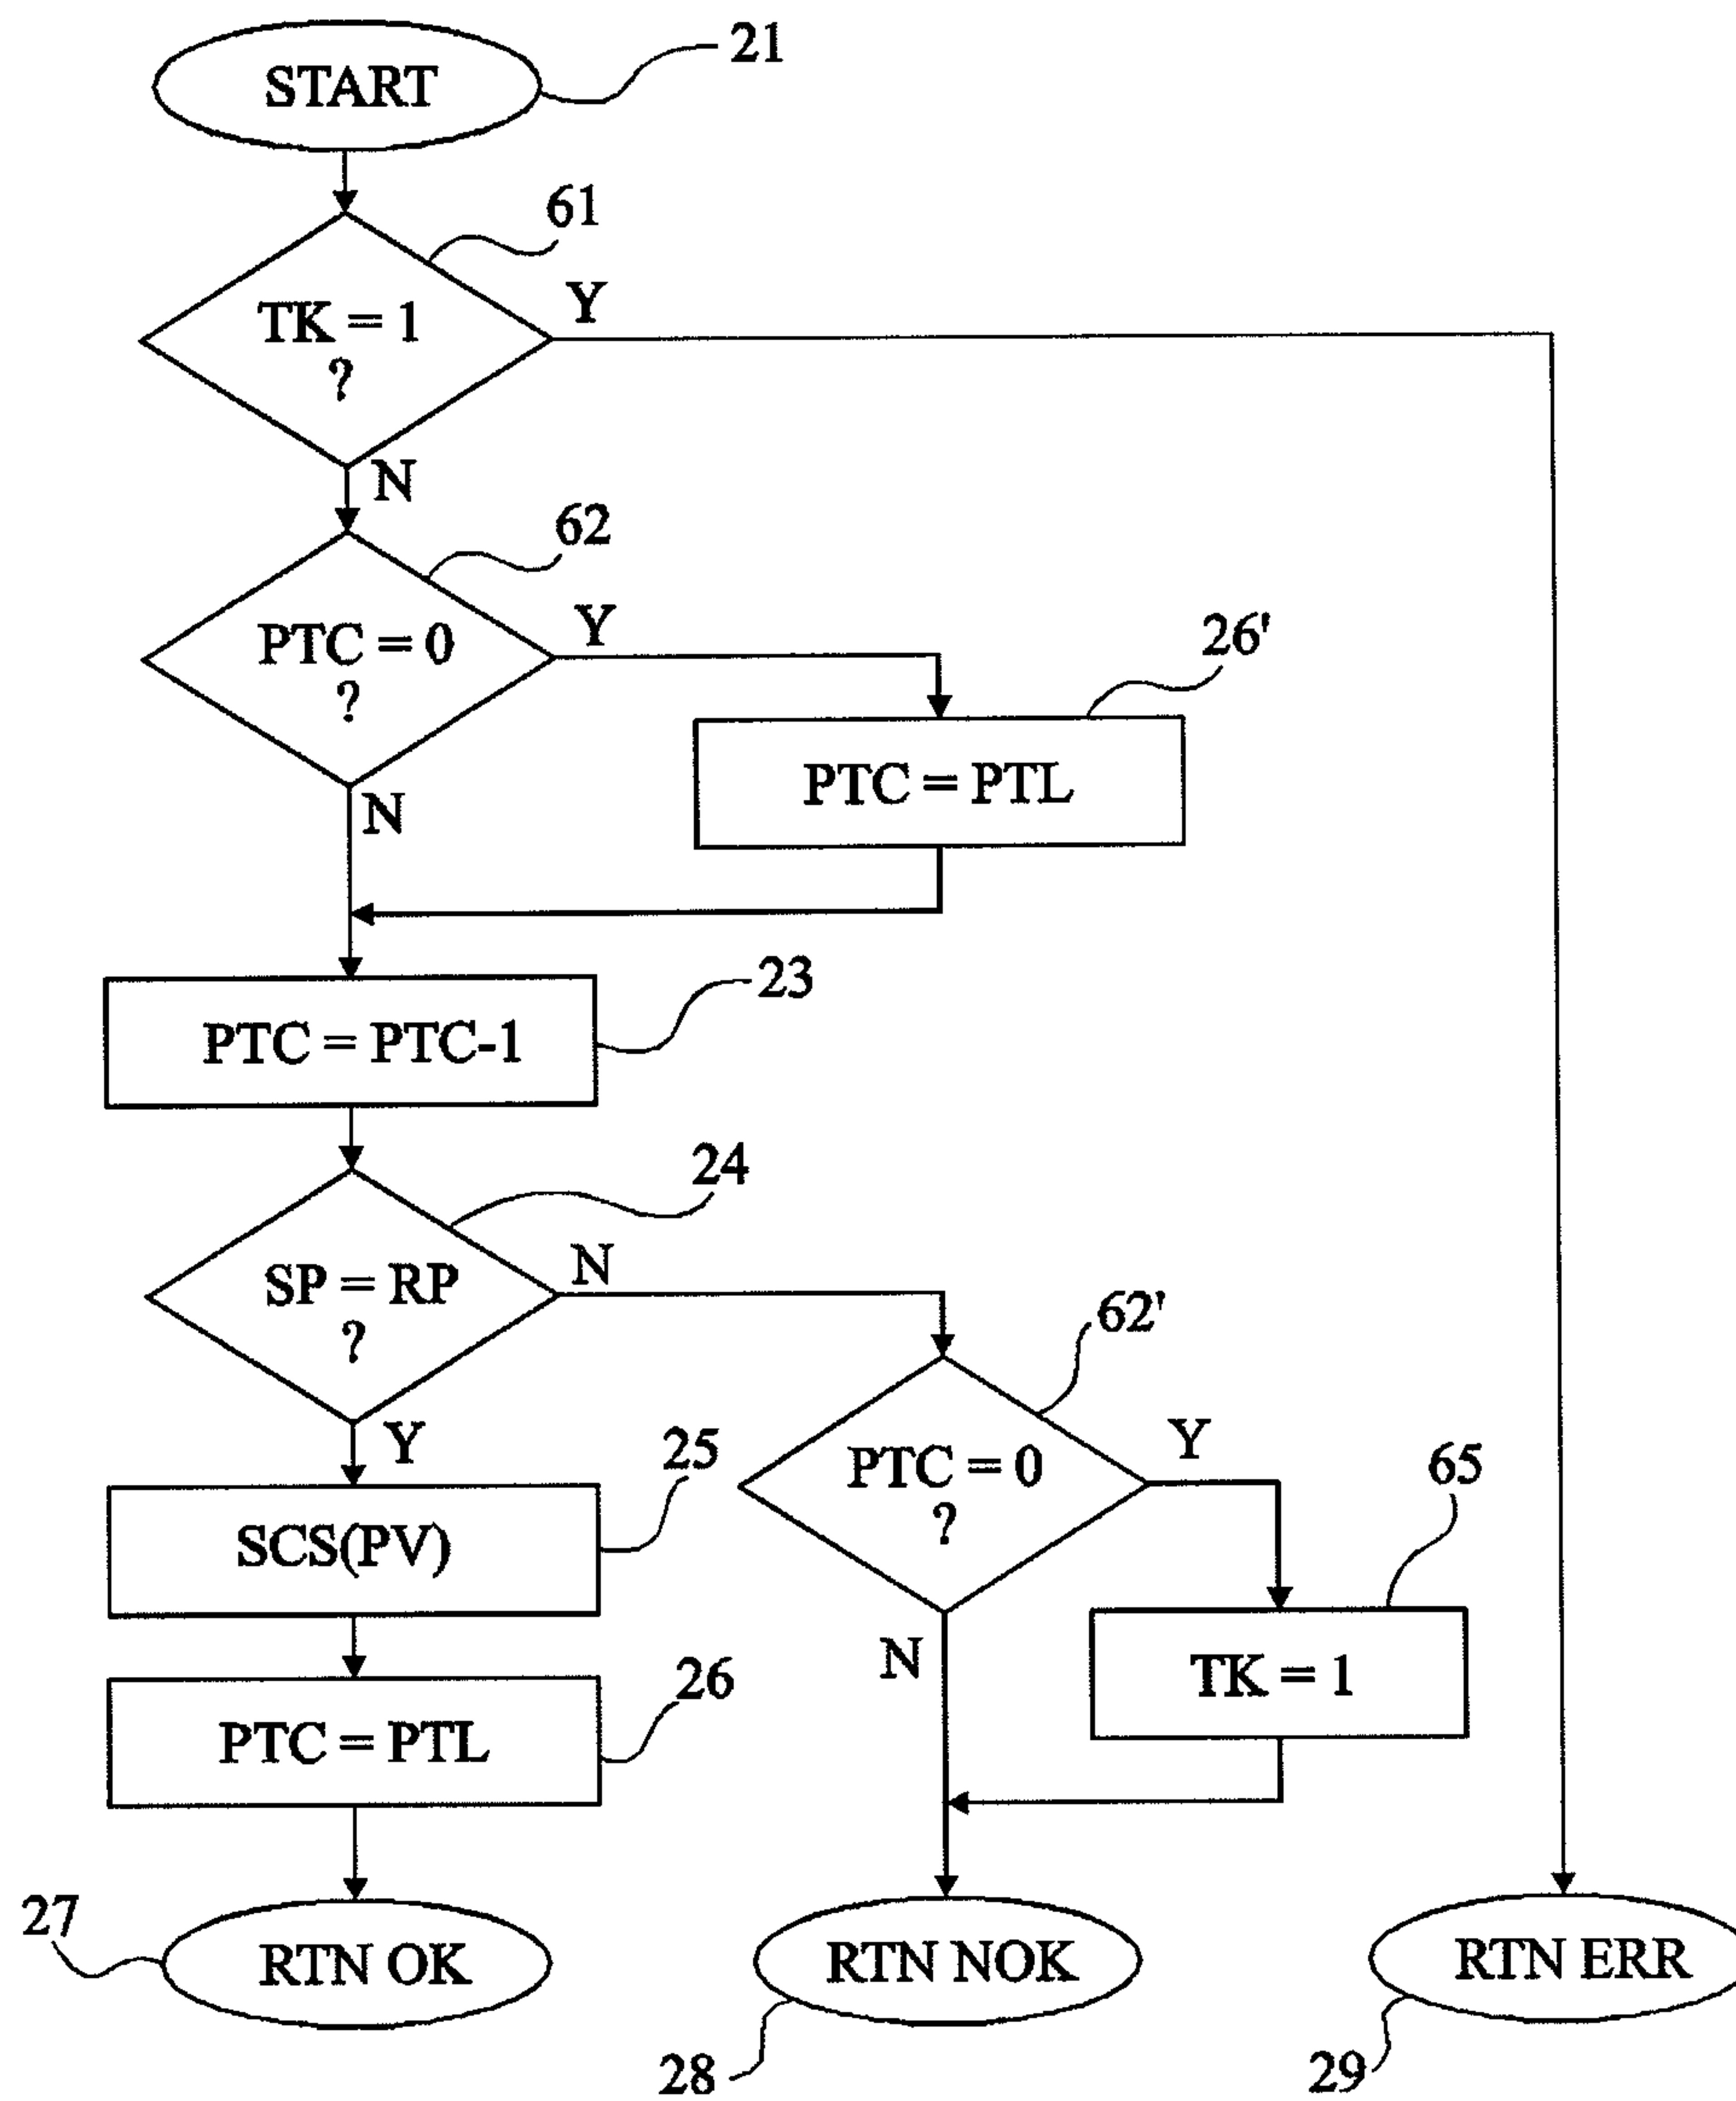 START
21
61
TK = 1
?
Y
N
62
PTC = 0
?
Y
26'
PTC = PTL
N
23
PTC = PTC-1
24
SP = RP
?
N
62'
Y
25
PTC = 0
?
Y
65
SCS(PV)
N
TK = 1
26
PTC = PTL
27
RTN OK
RTN NOK
RTN ERR
28
29